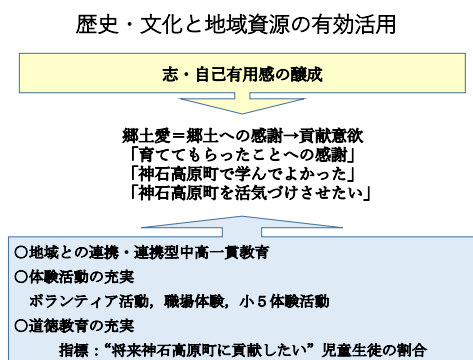 歴史・文化と地域資源の有効活用
志・自己有用感の醸成
郷土愛＝郷土への感謝→貢献意欲
「育ててもらったことへの感謝」
「神石高原町で学んでよかった」
「神石高原町を活気づけさせたい」
○地域との連携・連携型中高一貫教育
○体験活動の充実
ボランティア活動，職場体験，小５体験活動
○道徳教育の充実
指標：“将来神石高原町に貢献したい”児童生徒の割合